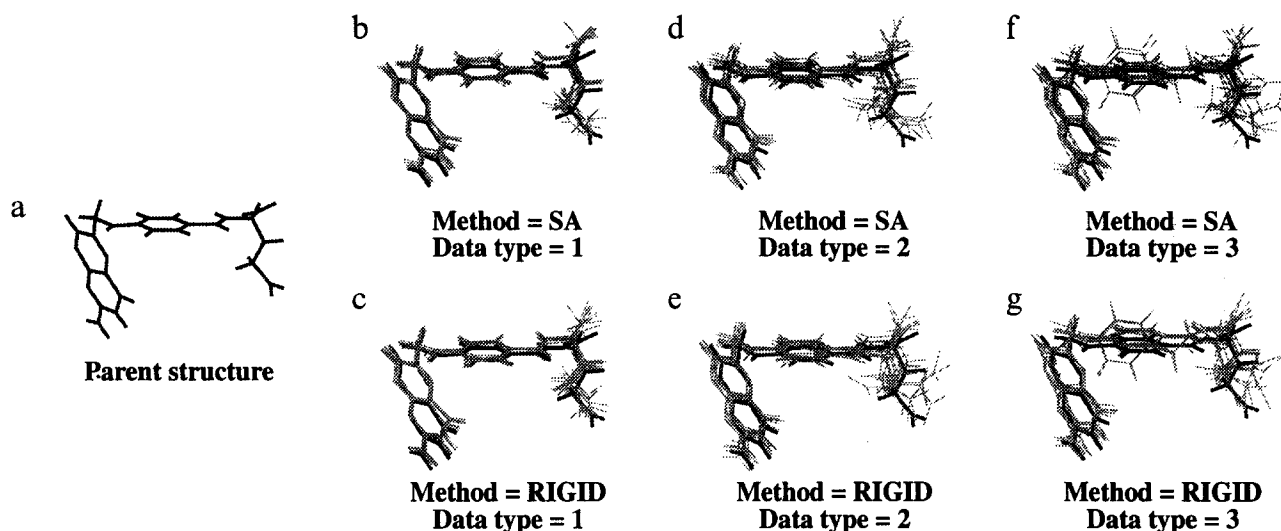 a
Parent structure
b
Method = SA
Data type = 1
c
Method = RIGID
Data type = 1
d
Method = SA
Data type = 2
e
Method = RIGID
Data type = 2
f
Method = SA
Data type = 3
g
Method = RIGID
Data type = 3